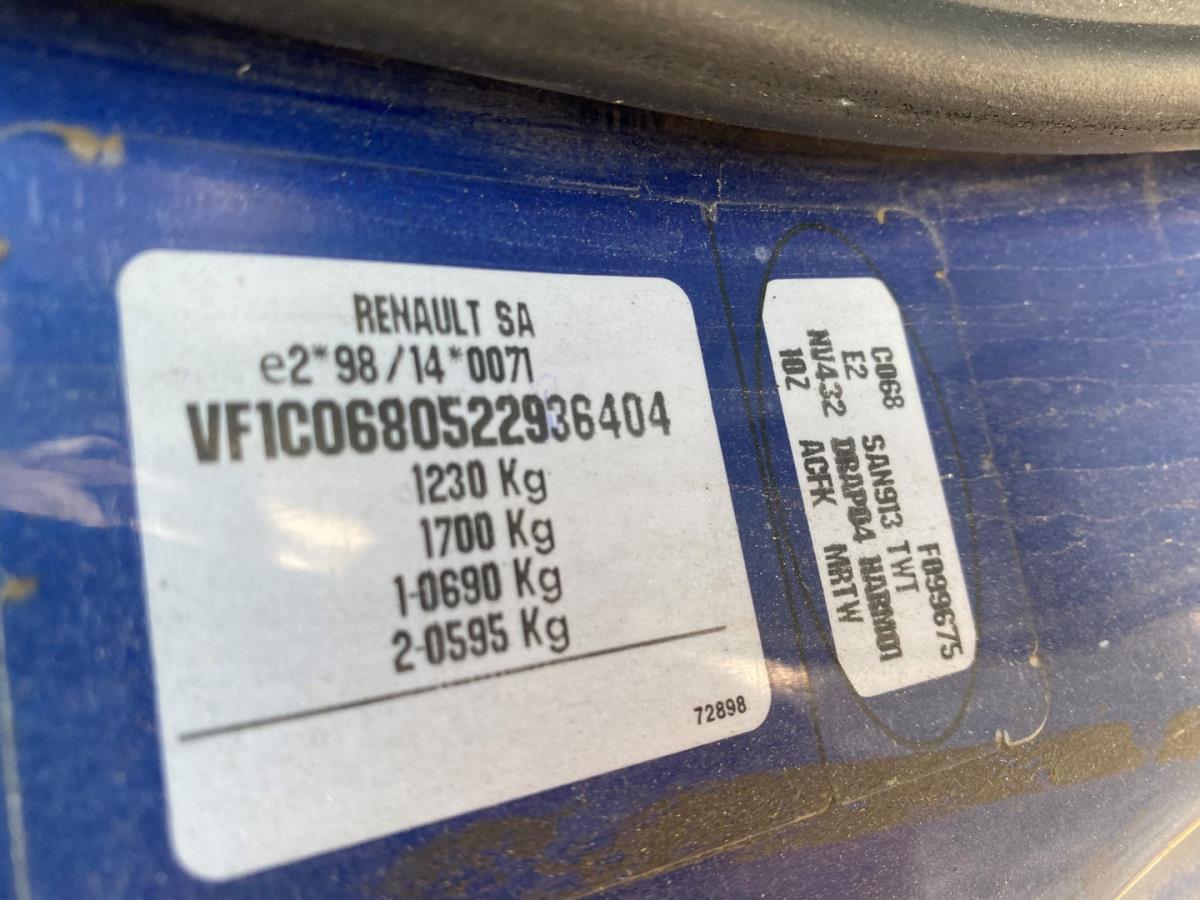 RENAULT SA
e2*98/14*0071
VF1C0680522936404
1230 Kg
1700 Kg
1-0690 Kg
2-0595 Kg
72898
C068 SAN913 F099675
E2 DRAP04 TWT
NV432 HARM01
10Z ACFK MRTW